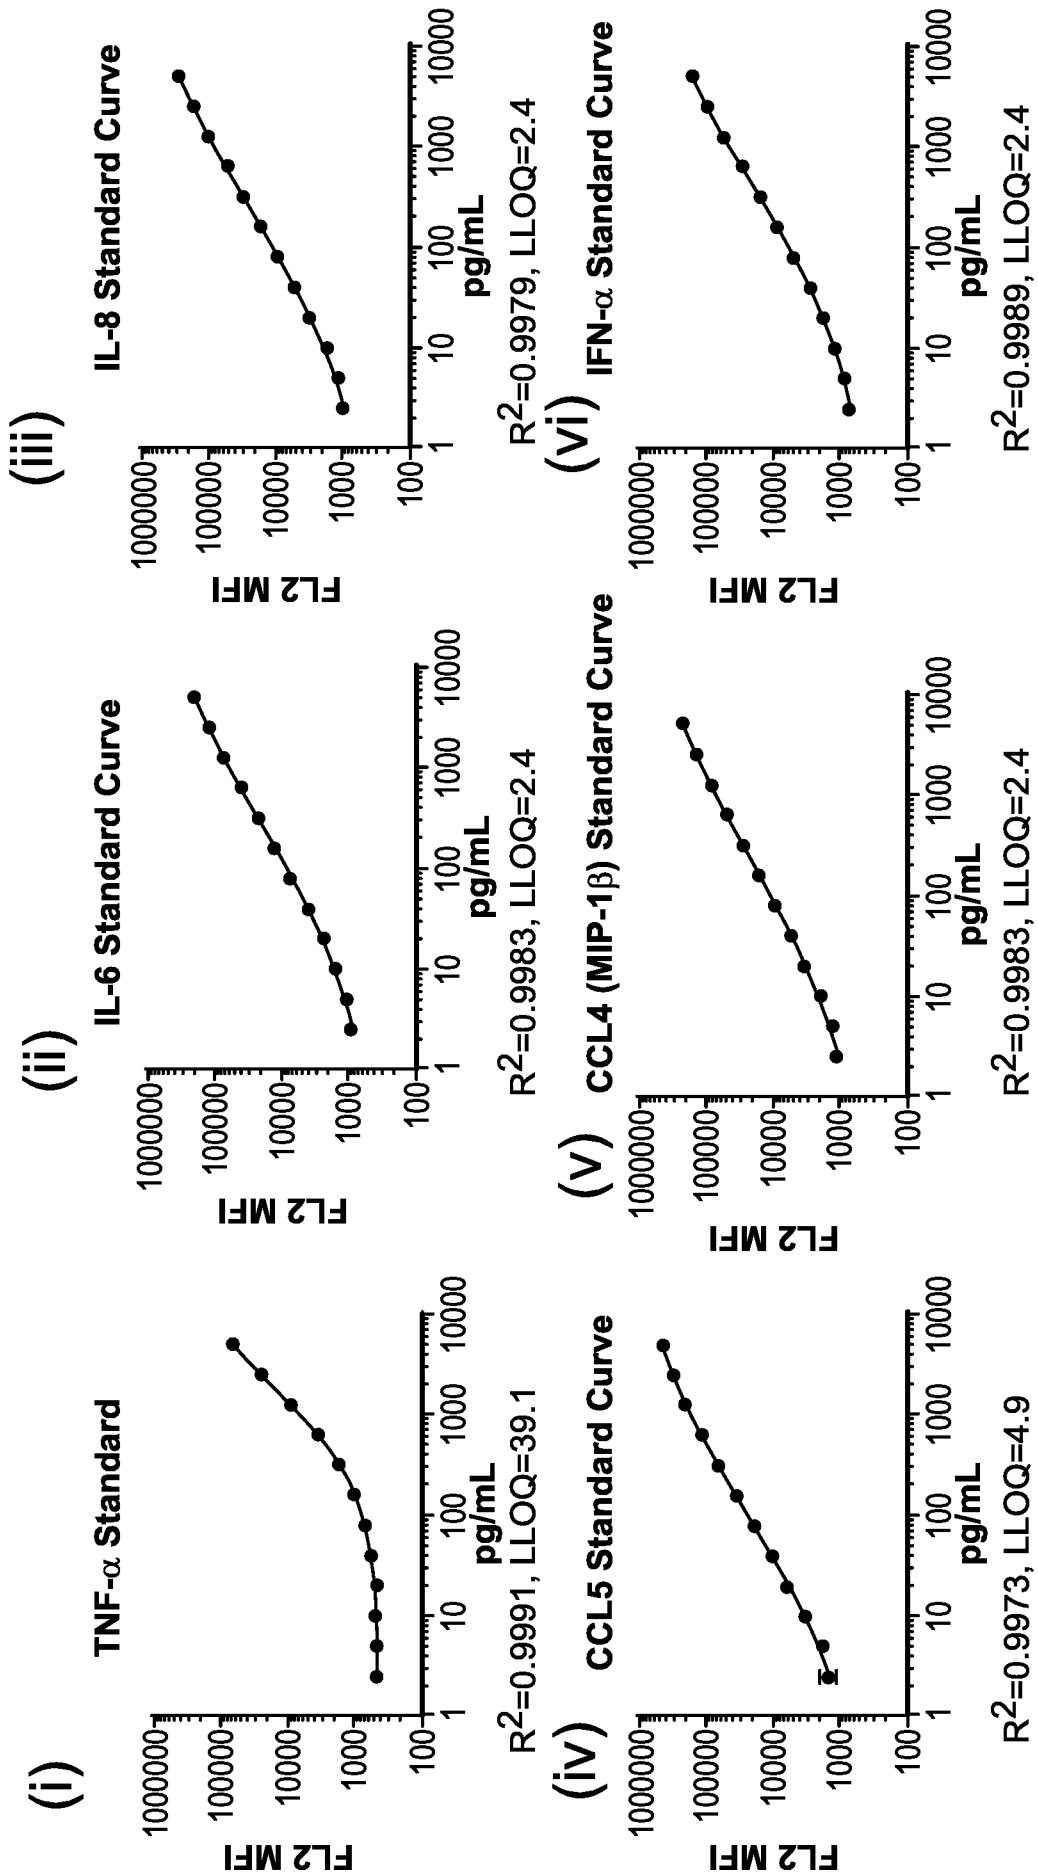 (i)
TNF-α Standard
FL2 MFI
1000000
100000
10000
1000
100
1
10
100
1000
10000
pg/mL
R2=0.9991, LLOQ=39.1
(ii)
IL-6 Standard Curve
FL2 MFI
1000000
100000
10000
1000
100
1
10
100
1000
10000
pg/mL
R2=0.9983, LLOQ=2.4
(iii)
IL-8 Standard Curve
FL2 MFI
1000000
100000
10000
1000
100
1
10
100
1000
10000
pg/mL
R2=0.9979, LLOQ=2.4
(iv)
CCL5 Standard Curve
FL2 MFI
1000000
100000
10000
1000
100
1
10
100
1000
10000
pg/mL
R2=0.9973, LLOQ=4.9
(v)
CCL4 (MIP-1β) Standard Curve
FL2 MFI
1000000
100000
10000
1000
100
1
10
100
1000
10000
pg/mL
R2=0.9983, LLOQ=2.4
(vi)
IFN-α Standard Curve
FL2 MFI
1000000
100000
10000
1000
100
1
10
100
1000
10000
pg/mL
R2=0.9989, LLOQ=2.4